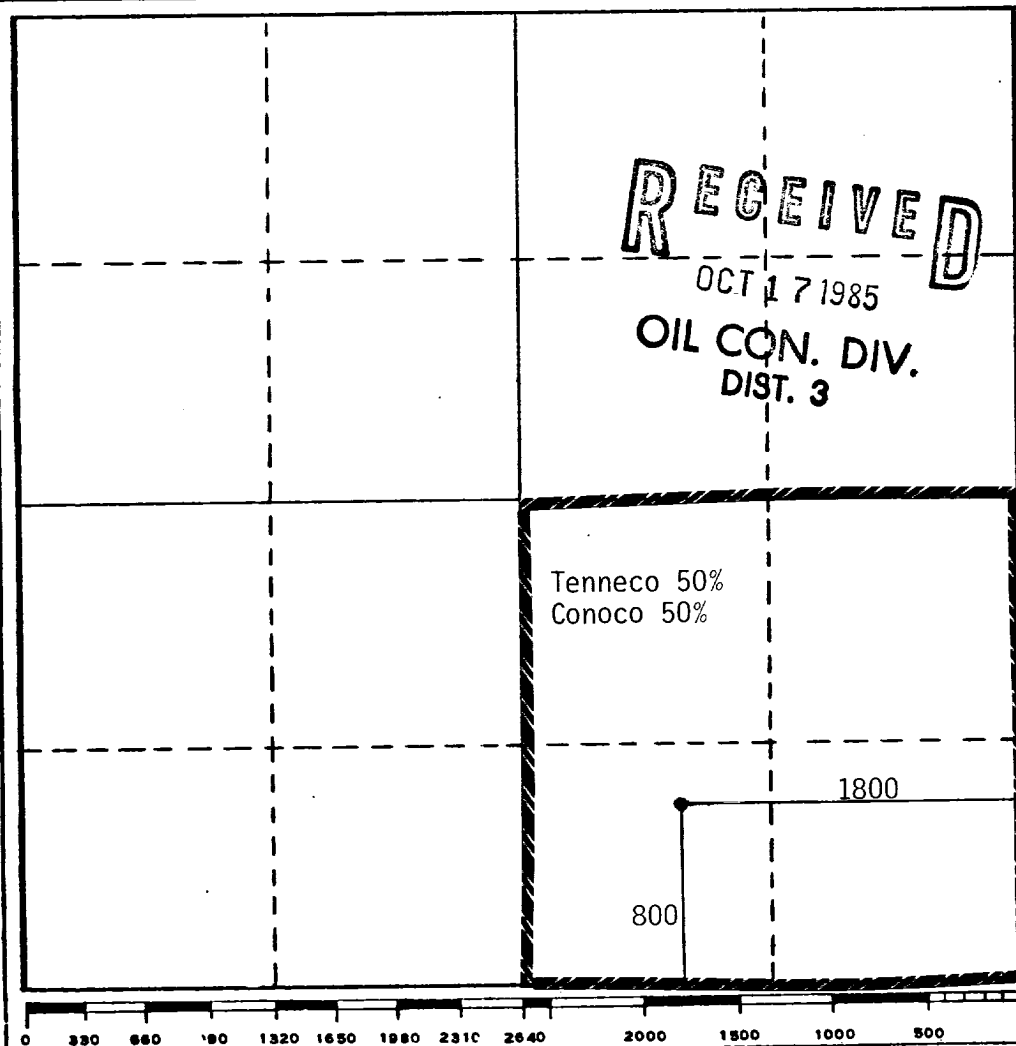 RECEIVED
OCT 17 1985
OIL CON. DIV.
DIST. 3
Tenneco 50%
Conoco 50%
1800
800
0 330 660 '90 1320 1650 1980 2310 2640 2000 1500 1000 500